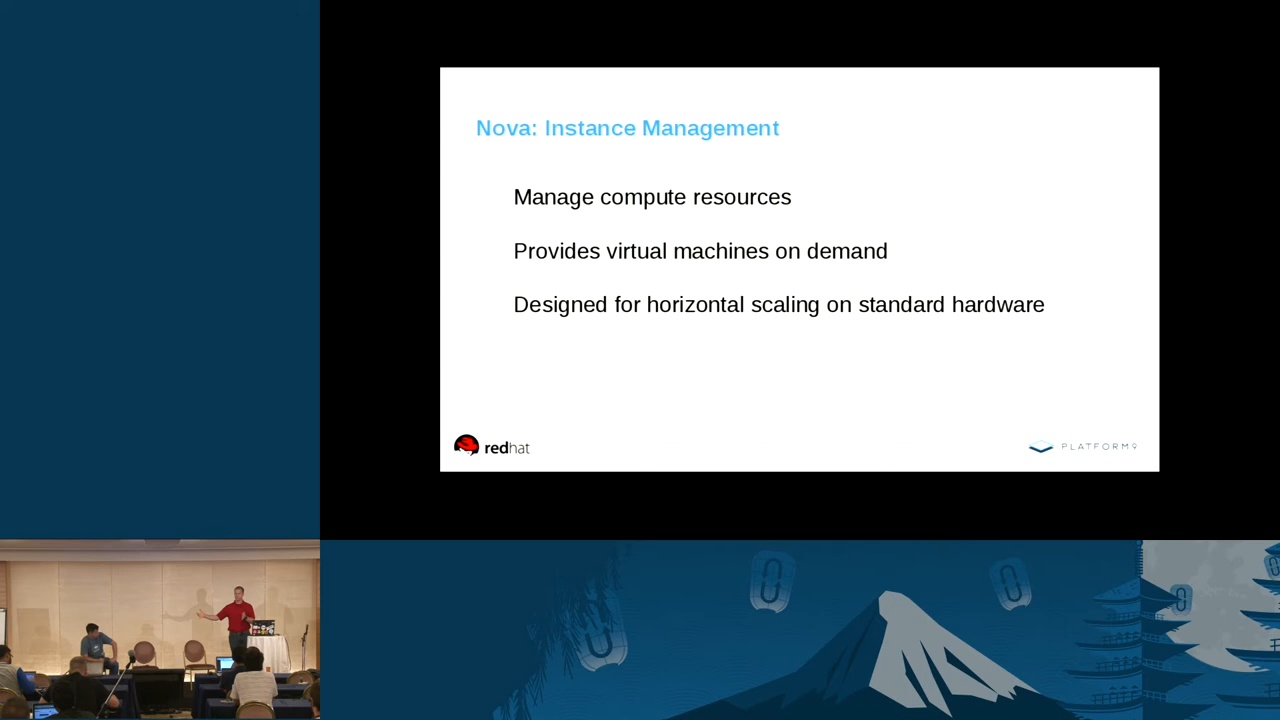 Nova: Instance Management
Manage compute resources
Provides virtual machines on demand
Designed for horizontal scaling on standard hardware
redhat
PLATFORM9